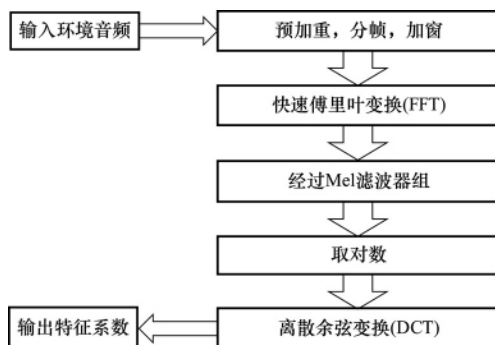 输入环境音频
预加重，分帧，加窗
快速傅里叶变换(FFT)
经过Mel滤波器组
取对数
离散余弦变换(DCT)
输出特征系数